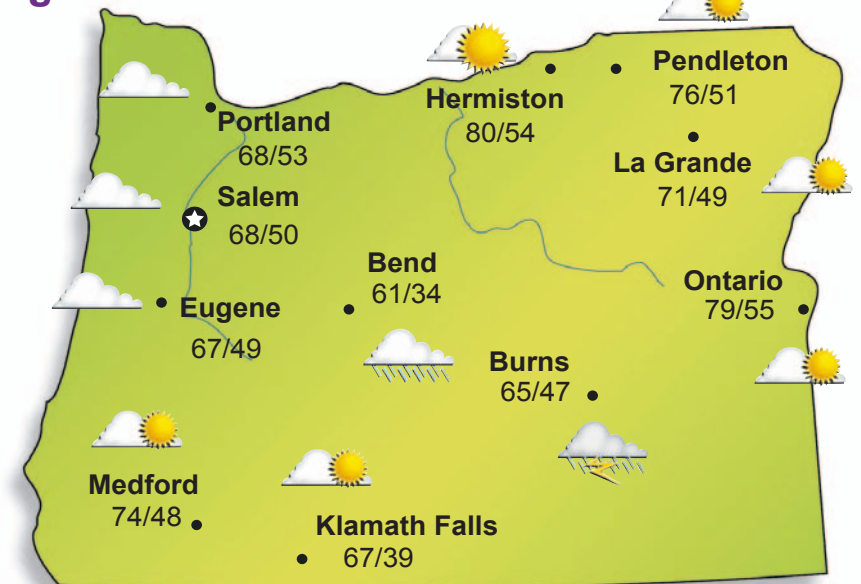 g
Pendleton
76/51
Hermiston
80/54
Portland
68/53
La Grande
71/49
Salem
68/50
Bend
61/34
Ontario
79/55
Eugene
67/49
Burns
65/47
Medford
74/48
Klamath Falls
67/39